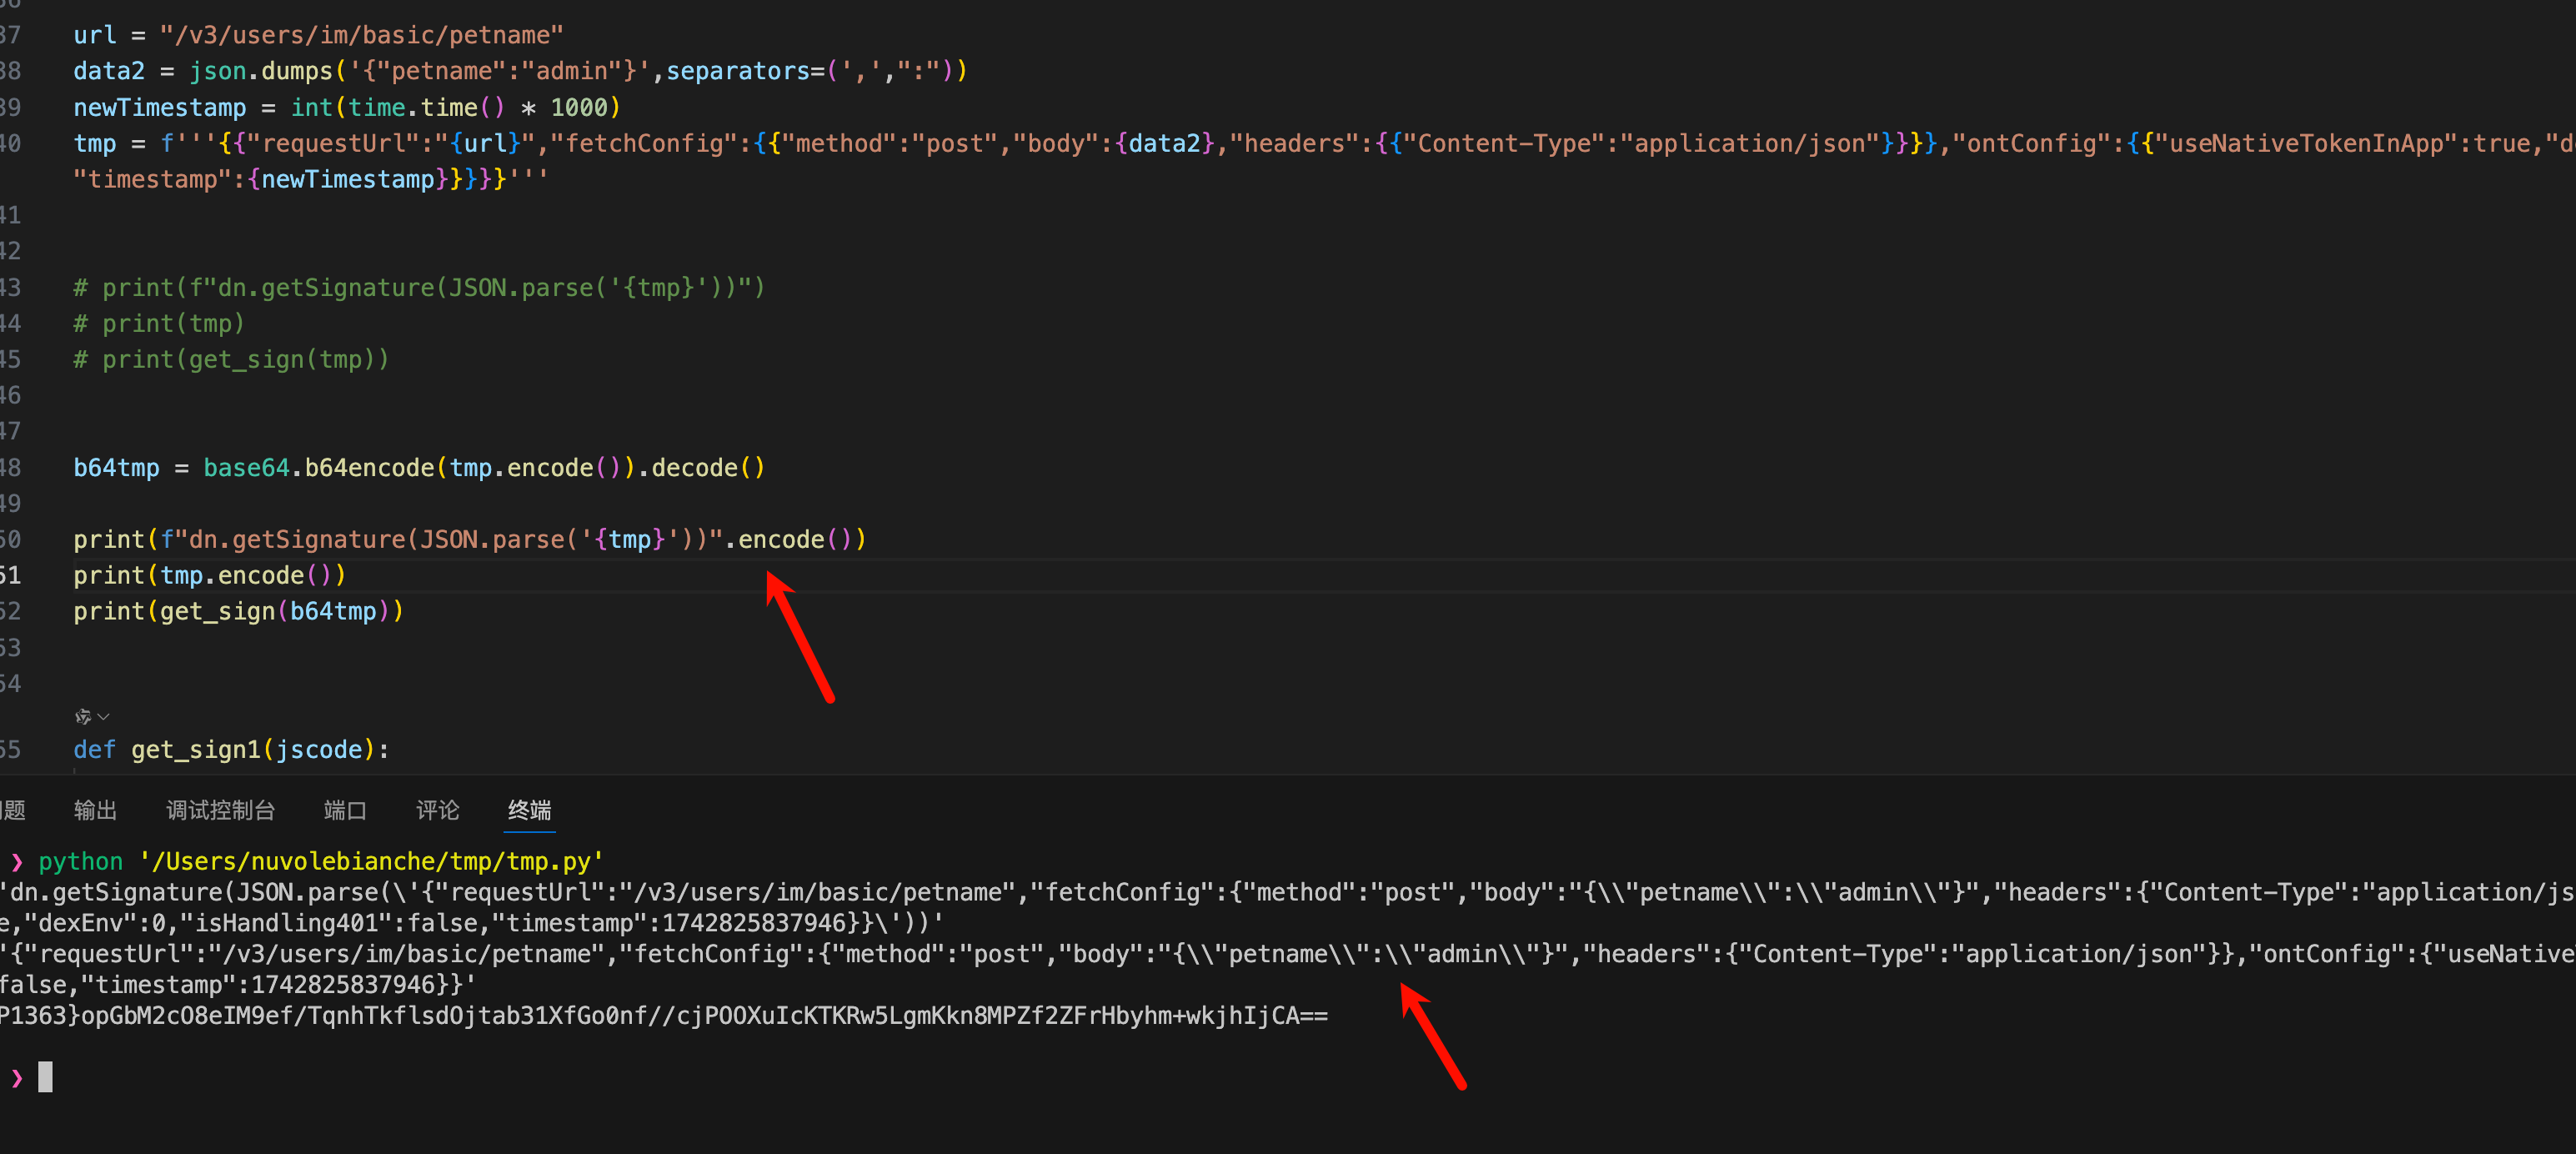 37 url = "/v3/users/im/basic/petname"
38 data2 = json.dumps('{"petname":"admin"}',separators=(',',":"))
39 newTimestamp = int(time.time() * 1000)
40 tmp = f'''{{"requestUrl":"{url}","fetchConfig":{{"method":"post","body":{data2},"headers":{{"Content-Type":"application/json"}}}},"ontConfig":{{"useNativeTokenInApp":true,"d
"timestamp":{newTimestamp}}}}}'''
41
42
43 # print(f"dn.getSignature(JSON.parse('{tmp}'))")
44 # print(tmp)
45 # print(get_sign(tmp))
46
47
48 b64tmp = base64.b64encode(tmp.encode()).decode()
49
50 print(f"dn.getSignature(JSON.parse('{tmp}'))".encode())
51 print(tmp.encode())
52 print(get_sign(b64tmp))
53
54
55 def get_sign1(jscode):
题 输出 调试控制台 端口 评论 终端
❯ python '/Users/nuvolebianche/tmp/tmp.py'
'dn.getSignature(JSON.parse(\'{"requestUrl":"/v3/users/im/basic/petname","fetchConfig":{"method":"post","body":"{\\"petname\\":\\"admin\\"}","headers":{"Content-Type":"application/js
e,"dexEnv":0,"isHandling401":false,"timestamp":1742825837946}}\'))'
'{"requestUrl":"/v3/users/im/basic/petname","fetchConfig":{"method":"post","body":"{\\"petname\\":\\"admin\\"}","headers":{"Content-Type":"application/json"}},"ontConfig":{"useNative
false,"timestamp":1742825837946}}'
P1363}opGbM2cO8eIM9ef/TqnhTkflsdOjtab31XfGo0nf//cjPOOXuIcKTKRw5LgmKkn8MPZf2ZFrHbyhm+wkjhIjCA==
❯